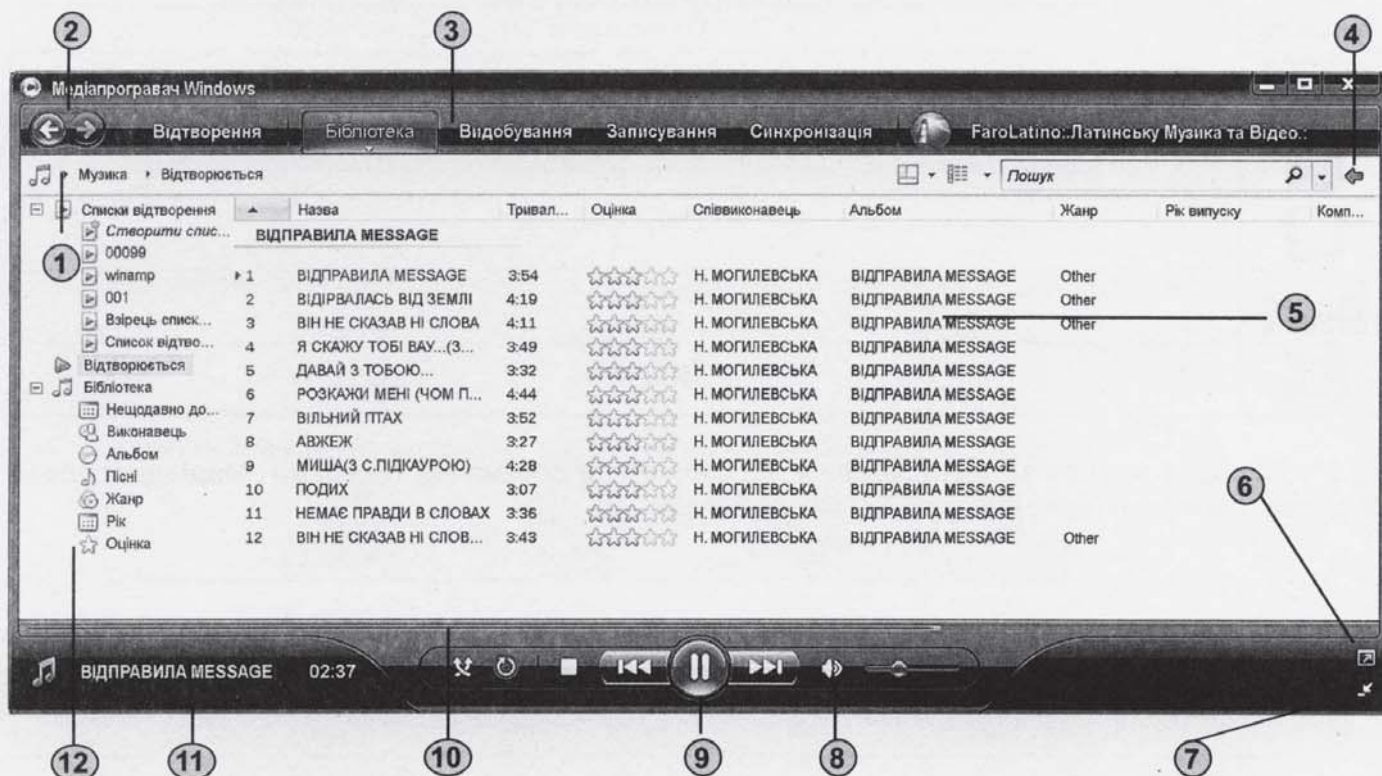 2 3 4
Медіапрогравач Windows
Відтворення Бібліотека Видобування Записування Синхронізація FaroLatino:.Латинську Музика та Відео.:
Музика Відтворюється Пошук
Списки відтворення Назва Тривал... Оцінка Співвиконавець Альбом Жанр Рік випуску Комп...
Створити спис... ВІДПРАВИЛА MESSAGE
00099
1
winamp 1 ВІДПРАВИЛА MESSAGE 3:54 Н. МОГИЛЕВСЬКА ВІДПРАВИЛА MESSAGE Other
001 2 ВІДІРВАЛАСЬ ВІД ЗЕМЛІ 4:19 Н. МОГИЛЕВСЬКА ВІДПРАВИЛА MESSAGE Other
5
Взірець списк... 3 ВІН НЕ СКАЗАВ НІ СЛОВА 4:11 Н. МОГИЛЕВСЬКА ВІДПРАВИЛА MESSAGE Other
Список відтво... 4 Я СКАЖУ ТОБІ ВАУ...(З... 3:49 Н. МОГИЛЕВСЬКА ВІДПРАВИЛА MESSAGE
Відтворюється 5 ДАВАЙ З ТОБОЮ... 3:32 Н. МОГИЛЕВСЬКА ВІДПРАВИЛА MESSAGE
Бібліотека 6 РОЗКАЖИ МЕНІ (ЧОМ П... 4:44 Н. МОГИЛЕВСЬКА ВІДПРАВИЛА MESSAGE
Нещодавно до... 7 ВІЛЬНИЙ ПТАХ 3:52 Н. МОГИЛЕВСЬКА ВІДПРАВИЛА MESSAGE
Виконавець 8 АВЖЕЖ 3:27 Н. МОГИЛЕВСЬКА ВІДПРАВИЛА MESSAGE
Альбом 9 МИША(З С.ПІДКАУРОЮ) 4:28 Н. МОГИЛЕВСЬКА ВІДПРАВИЛА MESSAGE
Пісні 10 ПОДИХ 3:07 Н. МОГИЛЕВСЬКА ВІДПРАВИЛА MESSAGE
6
Жанр 11 НЕМАЄ ПРАВДИ В СЛОВАХ 3:36 Н. МОГИЛЕВСЬКА ВІДПРАВИЛА MESSAGE
Рік 12 ВІН НЕ СКАЗАВ НІ СЛОВ... 3:43 Н. МОГИЛЕВСЬКА ВІДПРАВИЛА MESSAGE Other
Оцінка
ВІДПРАВИЛА MESSAGE 02:37
12 11 10 9 8 7